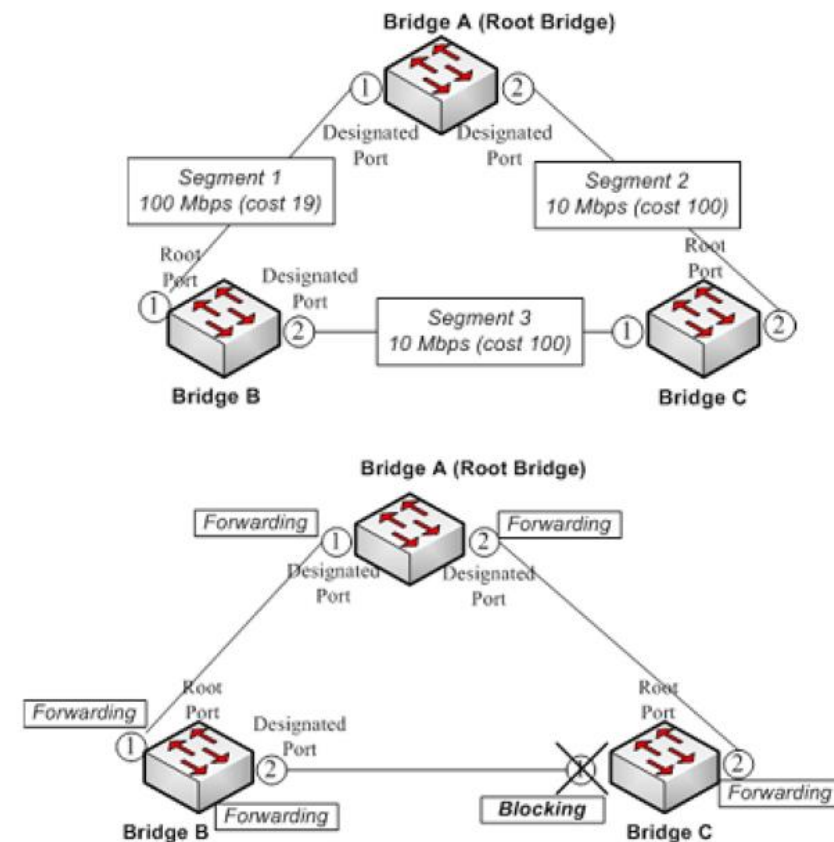 Bridge A (Root Bridge)
1
2
Designated
Port
Designated
Port
Segment 1
100 Mbps (cost 19)
Segment 2
10 Mbps (cost 100)
Root
Port
Designated
Port
Root
Port
1
2
Segment 3
10 Mbps (cost 100)
1
2
Bridge B
Bridge C
Bridge A (Root Bridge)
Forwarding
Forwarding
1
2
Designated
Port
Designated
Port
Forwarding
Root
Port
Designated
Port
Root
Port
1
2
1
2
Forwarding
Blocking
Forwarding
Bridge B
Bridge C